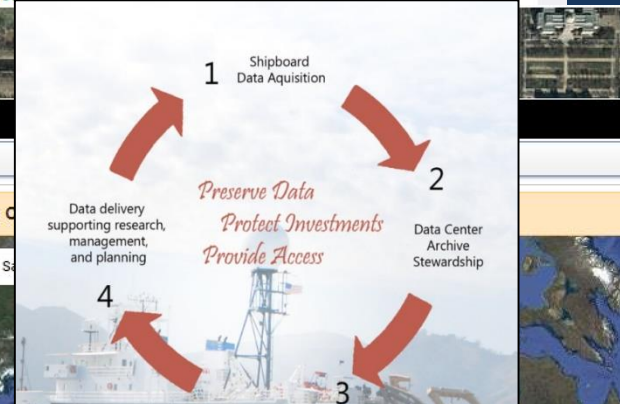 1
Shipboard
Data Aquisition
2
Data Center
Archive
Stewardship
3
4
Data delivery
supporting research,
management,
and planning
Preserve Data
Protect Investments
Provide Access